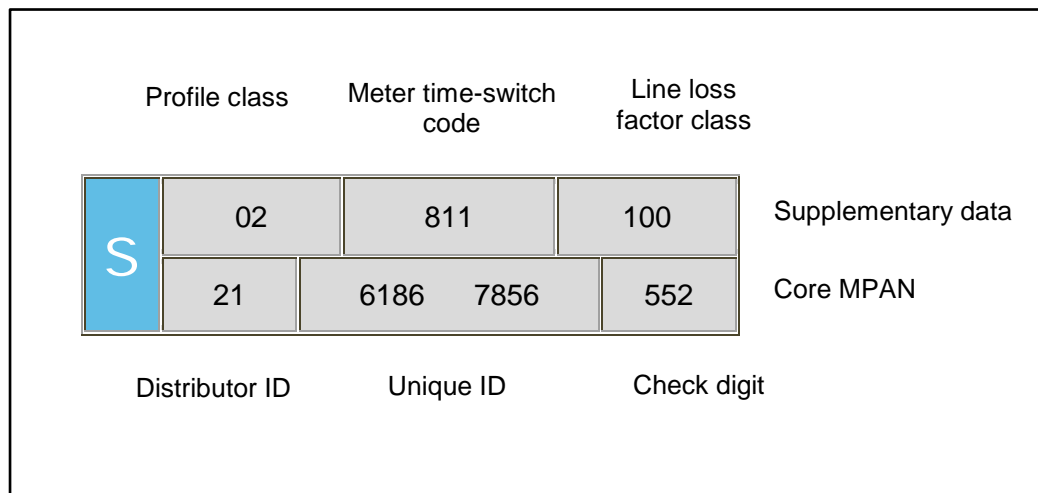 Profile class Meter time-switch code Line loss factor class
S 02 811 100 Supplementary data
21 6186 7856 552 Core MPAN
Distributor ID Unique ID Check digit